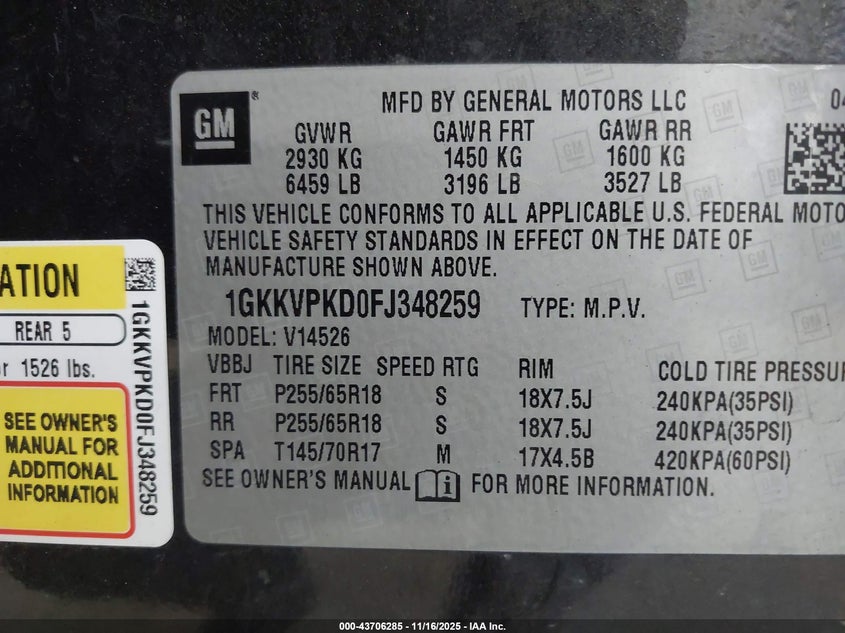 GM®
MFD BY GENERAL MOTORS LLC
04
GVWR GAWR FRT GAWR RR
2930 KG 1450 KG 1600 KG
6459 LB 3196 LB 3527 LB
THIS VEHICLE CONFORMS TO ALL APPLICABLE U.S. FEDERAL MOTO
VEHICLE SAFETY STANDARDS IN EFFECT ON THE DATE OF
MANUFACTURE SHOWN ABOVE.
1GKKVPKD0FJ348259 TYPE: M.P.V.
MODEL: V14526
VBBJ TIRE SIZE SPEED RTG RIM COLD TIRE PRESSUR
FRT P255/65R18 S 18X7.5J 240KPA(35PSI)
RR P255/65R18 S 18X7.5J 240KPA(35PSI)
SPA T145/70R17 M 17X4.5B 420KPA(60PSI)
SEE OWNER'S MANUAL i FOR MORE INFORMATION.
ATION
REAR 5
or 1526 lbs.
SEE OWNER'S
MANUAL FOR
ADDITIONAL
INFORMATION
1GKKVPKD0FJ348259
000-43706285 - 11/16/2025 - IAA Inc.